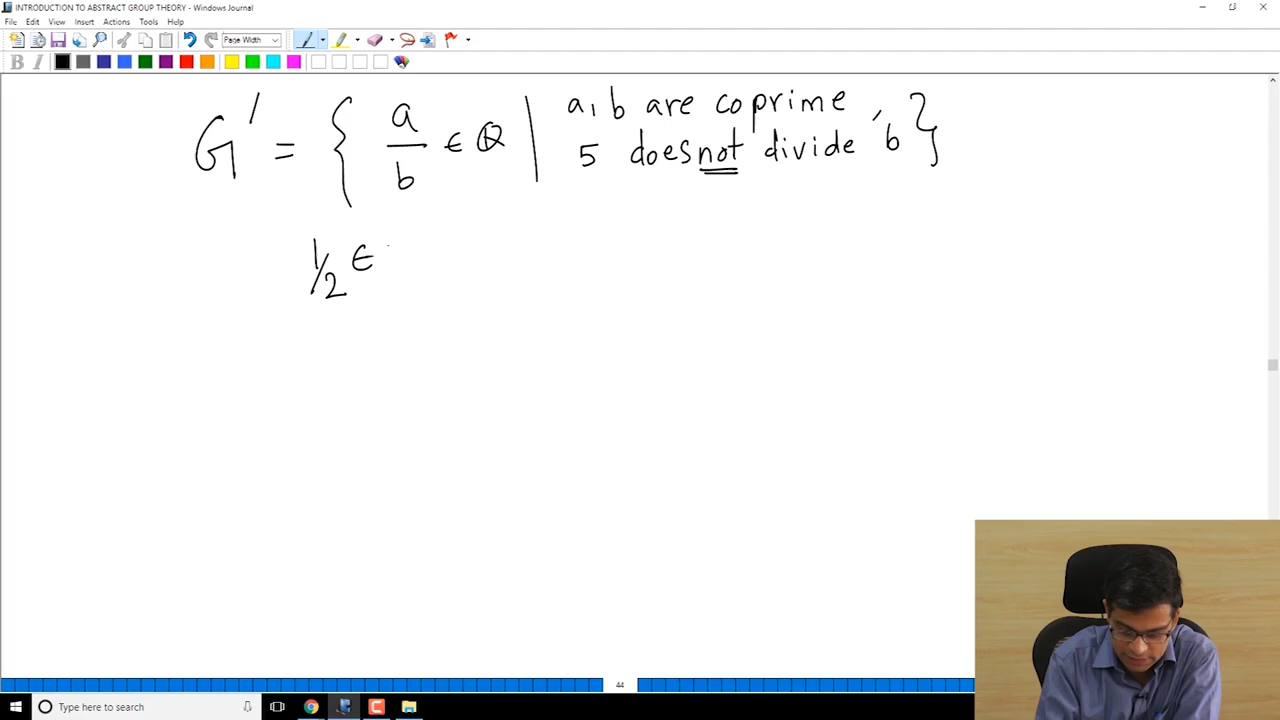 INTRODUCTION TO ABSTRACT GROUP THEORY - Windows Journal
File Edit View Insert Actions Tools Help
Page Width
B I
G' = { a/b ∈ ℚ | a, b are coprime
5 does not divide 'b' }
1/2 ∈
44
Type here to search